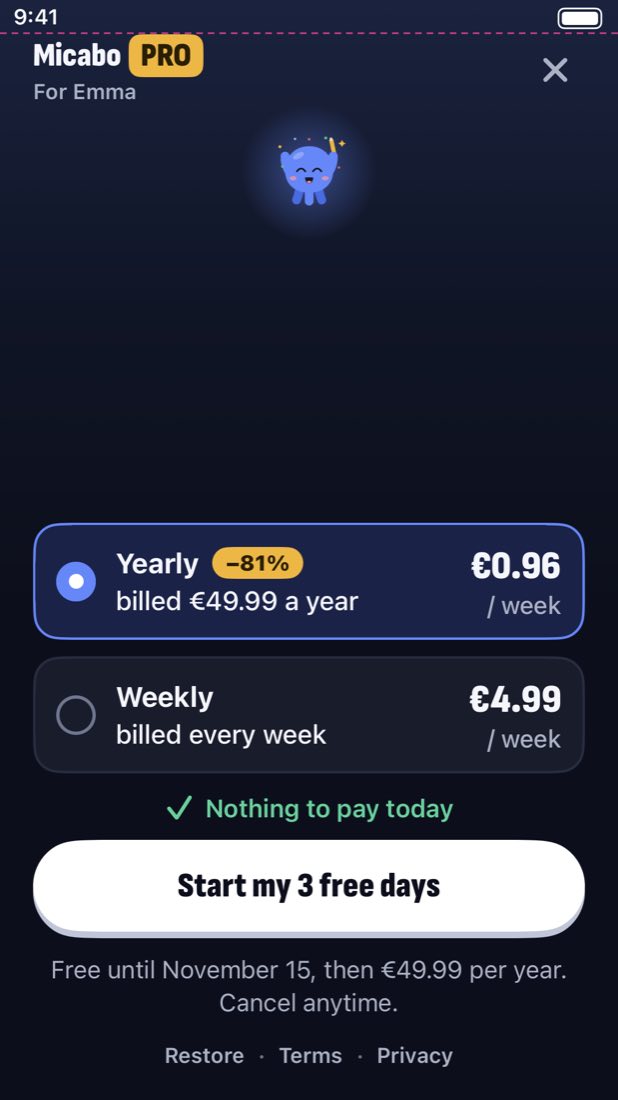 9:41
Micabo PRO
For Emma
Yearly −81%
billed €49.99 a year
€0.96
/ week
Weekly
billed every week
€4.99
/ week
Nothing to pay today
Start my 3 free days
Free until November 15, then €49.99 per year.
Cancel anytime.
Restore · Terms · Privacy